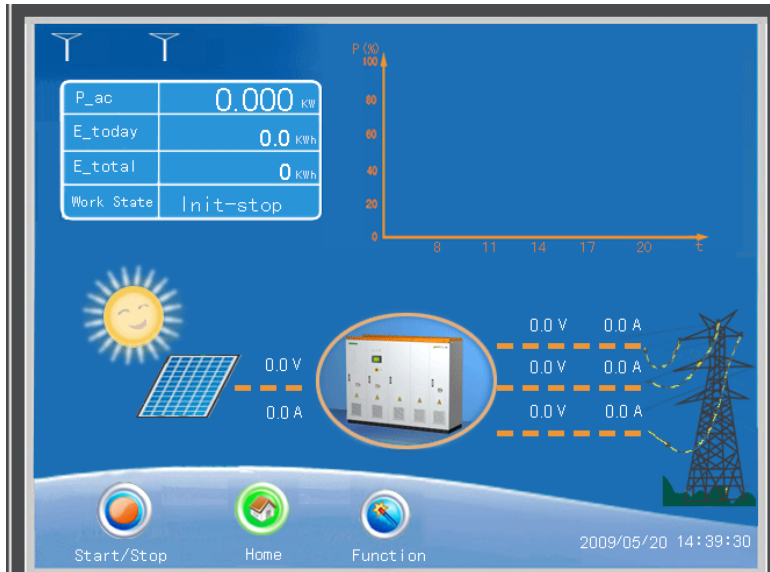 P_ac 0.000 KW
E_today 0.0 KWh
E_total 0 KWh
Work State Init-stop
P(%)
100
80
60
40
20
0
8 11 14 17 20 t
0.0 V
0.0 A
0.0 V 0.0 A
0.0 V 0.0 A
0.0 V 0.0 A
Start/Stop Home Function
2009/05/20 14:39:30